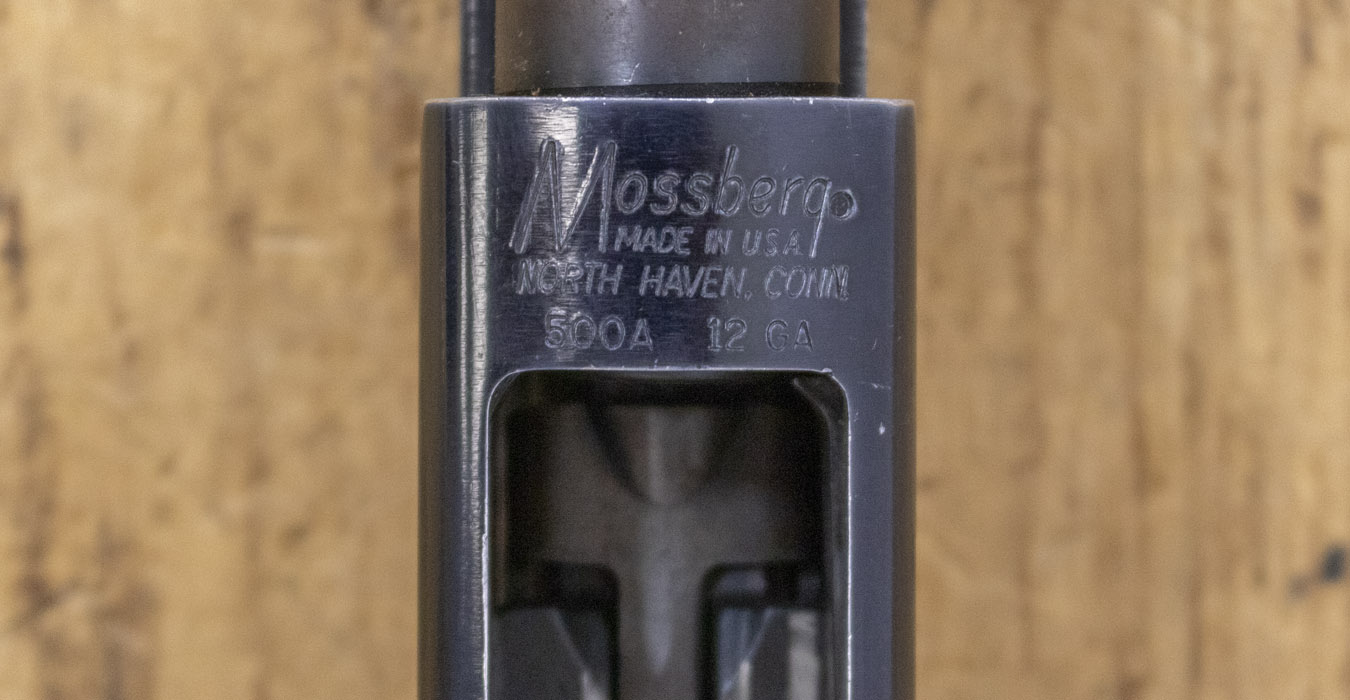 Mossberg
MADE IN U.S.A.
NORTH HAVEN, CONN.
500A 12 GA